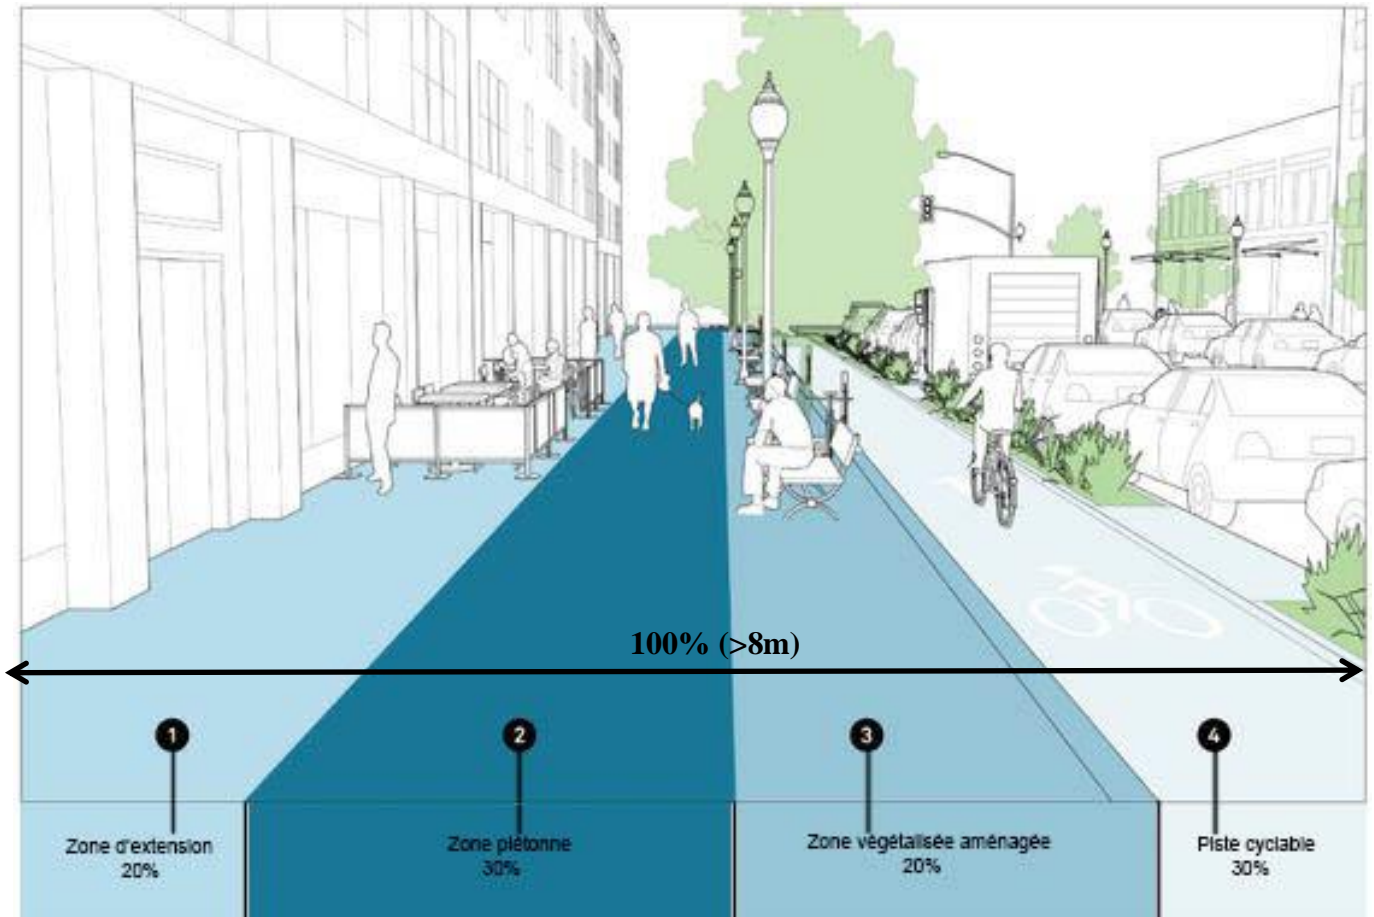 100% (>8m)
1
2
3
4
Zone d'extension
20%
Zone piétonne
30%
Zone végétalisée aménagée
20%
Piste cyclable
30%